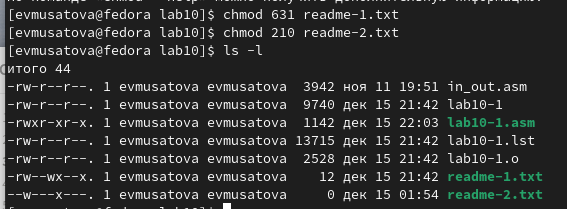 [evmusatova@fedora lab10]$ chmod 631 readme-1.txt
[evmusatova@fedora lab10]$ chmod 210 readme-2.txt
[evmusatova@fedora lab10]$ ls -l
итого 44
-rw-r--r--. 1 evmusatova evmusatova 3942 ноя 11 19:51 in_out.asm
-rw-r--r--. 1 evmusatova evmusatova 9740 дек 15 21:42 lab10-1
-rwxr-xr-x. 1 evmusatova evmusatova 1142 дек 15 22:03 lab10-1.asm
-rw-r--r--. 1 evmusatova evmusatova 13715 дек 15 21:42 lab10-1.lst
-rw-r--r--. 1 evmusatova evmusatova 2528 дек 15 21:42 lab10-1.o
-rw--wx--x. 1 evmusatova evmusatova 12 дек 15 21:42 readme-1.txt
--w---x---. 1 evmusatova evmusatova 0 дек 15 01:54 readme-2.txt